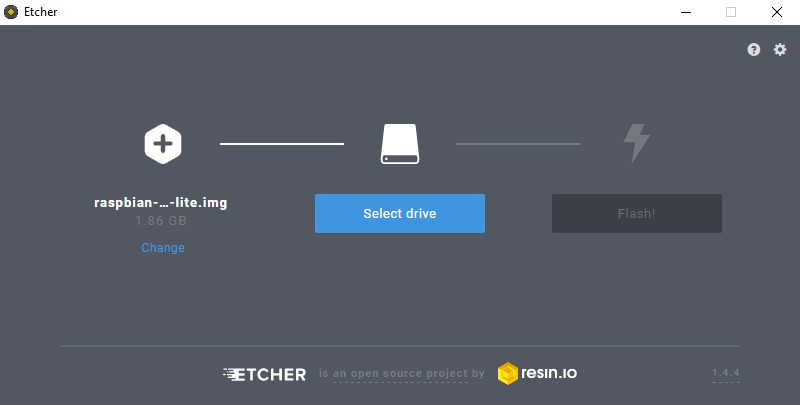 Etcher
raspbian-...-lite.img
1.86 GB
Change
Select drive
Flash!
ETCHER is an open source project by resin.io
1.4.4